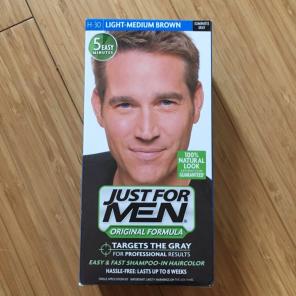 H-30 LIGHT-MEDIUM BROWN
5 EASY
MINUTES
100%
NATURAL
LOOK
GUARANTEED
JUST FOR
MEN
ORIGINAL FORMULA
TARGETS THE GRAY
FOR PROFESSIONAL RESULTS
EASY & FAST SHAMPOO-IN HAIRCOLOR
HASSLE-FREE: LASTS UP TO 8 WEEKS